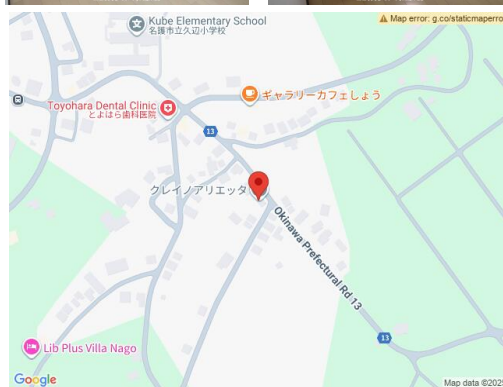 Map error: g.co/staticmaperro
Kube Elementary School
名護市立久辺小学校
ギャラリーカフェしょう
Toyohara Dental Clinic
とよはら歯科医院
13
クレイノアリエッタ
Okinawa Prefectural Rd 13
13
Lib Plus Villa Nago
Google
Map data ©202